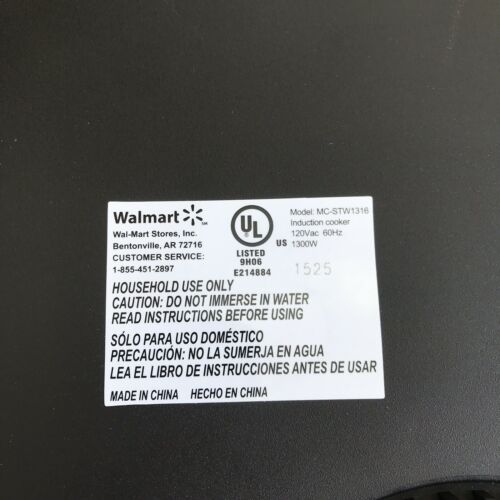 Walmart
Wal-Mart Stores, Inc.
Bentonville, AR 72716
CUSTOMER SERVICE:
1-855-451-2897
UL
LISTED
9H06
E214884
US
Model: MC-STW1316
Induction cooker
120Vac 60Hz
1300W
1525
HOUSEHOLD USE ONLY
CAUTION: DO NOT IMMERSE IN WATER
READ INSTRUCTIONS BEFORE USING
SÓLO PARA USO DOMÉSTICO
PRECAUCIÓN: NO LA SUMERJA EN AGUA
LEA EL LIBRO DE INSTRUCCIONES ANTES DE USAR
MADE IN CHINA HECHO EN CHINA